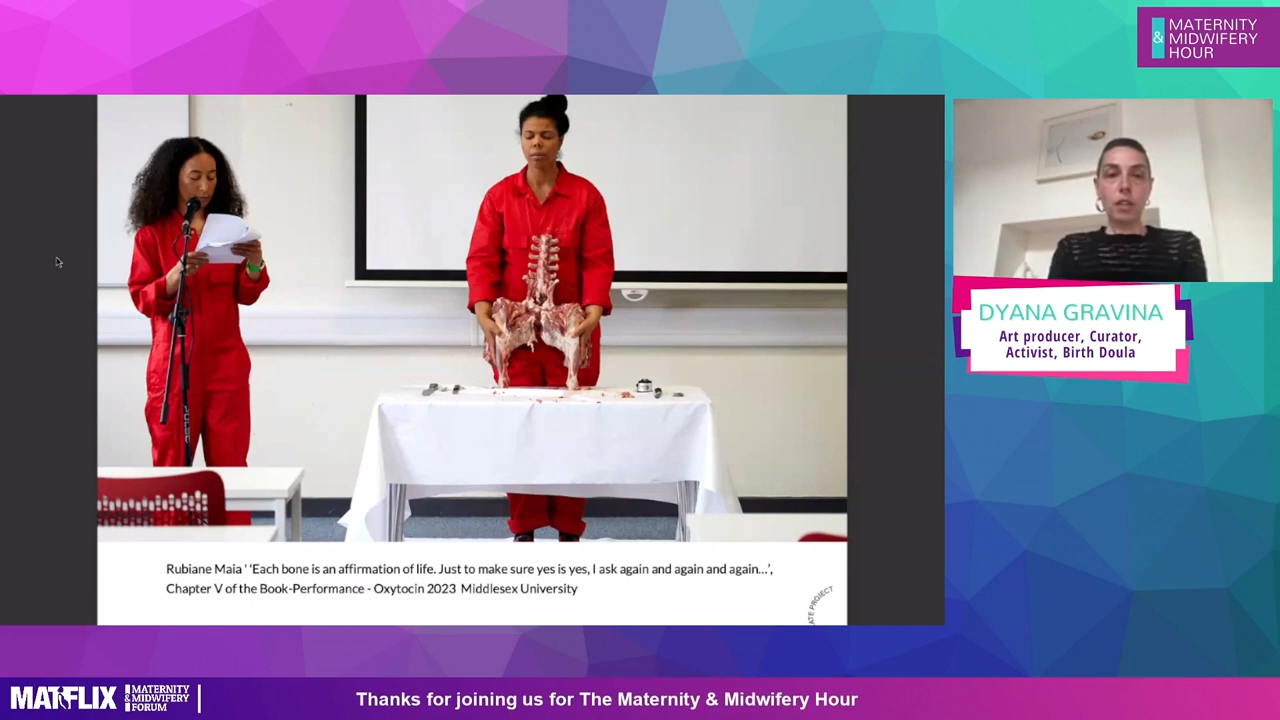 MATERNITY
& MIDWIFERY
HOUR
DYANA GRAVINA
Art producer, Curator,
Activist, Birth Doula
Rubiane Maia ' 'Each bone is an affirmation of life. Just to make sure yes is yes, I ask again and again and again...',
Chapter V of the Book-Performance - Oxytocin 2023 Middlesex University
ATE PROJECT
MATFLIX
MATERNITY
& MIDWIFERY
FORUM
Thanks for joining us for The Maternity & Midwifery Hour